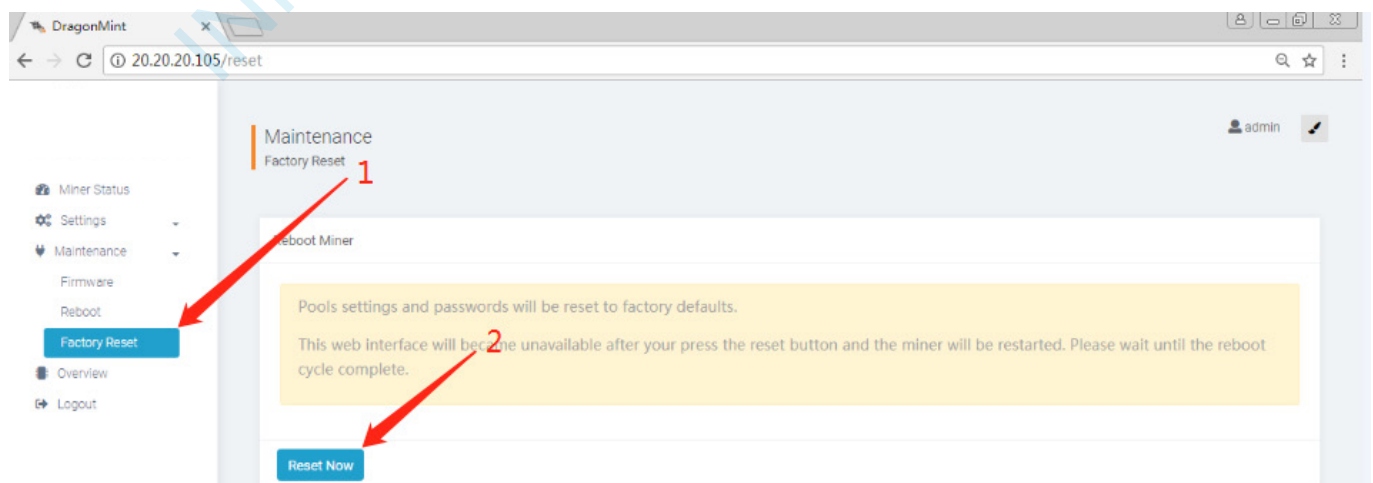 DragonMint
20.20.20.105/reset
admin
Maintenance
Factory Reset
1
Miner Status
Settings
Maintenance
Firmware
Reboot
Factory Reset
Overview
Logout
Reboot Miner
Pools settings and passwords will be reset to factory defaults.
2
This web interface will became unavailable after your press the reset button and the miner will be restarted. Please wait until the reboot
cycle complete.
Reset Now